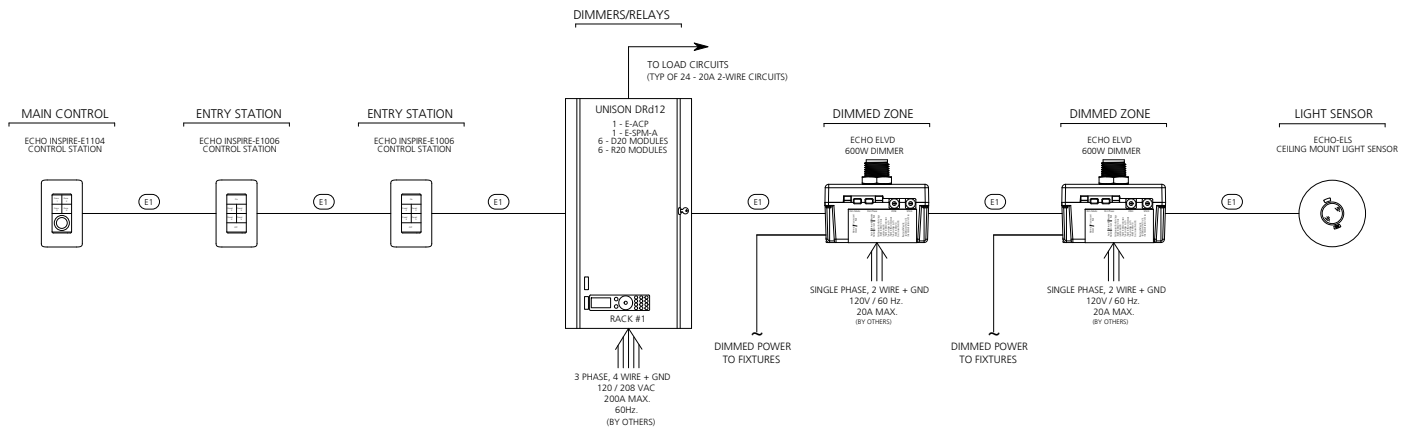 DIMMERS/RELAYS
TO LOAD CIRCUITS
(TYP OF 24 - 20A 2-WIRE CIRCUITS)
MAIN CONTROL
ECHO INSPIRE-E1104
CONTROL STATION
ENTRY STATION
ECHO INSPIRE-E1006
CONTROL STATION
ENTRY STATION
ECHO INSPIRE-E1006
CONTROL STATION
UNISON DRd12
1 - E-ACP
1 - E-SPM-A
6 - D20 MODULES
6 - R20 MODULES
DIMMED ZONE
ECHO ELVD
600W DIMMER
DIMMED ZONE
ECHO ELVD
600W DIMMER
LIGHT SENSOR
ECHO-ELS
CEILING MOUNT LIGHT SENSOR
E1
E1
E1
E1
E1
E1
RACK #1
3 PHASE, 4 WIRE + GND
120 / 208 VAC
200A MAX.
60Hz.
(BY OTHERS)
SINGLE PHASE, 2 WIRE + GND
120V / 60 Hz.
20A MAX.
(BY OTHERS)
DIMMED POWER
TO FIXTURES
SINGLE PHASE, 2 WIRE + GND
120V / 60 Hz.
20A MAX.
(BY OTHERS)
DIMMED POWER
TO FIXTURES